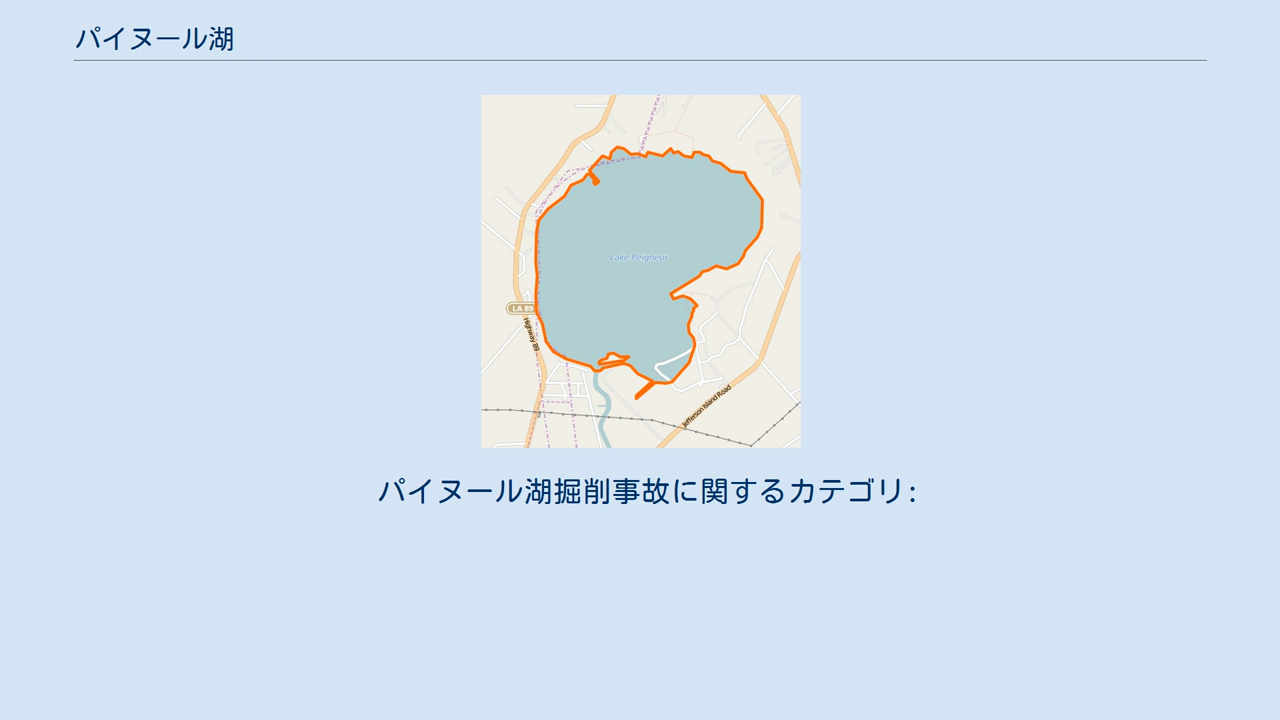 パイヌール湖
Lake Peigneur
LA 89
Highway 89
Jefferson Island Road
パイヌール湖掘削事故に関するカテゴリ: